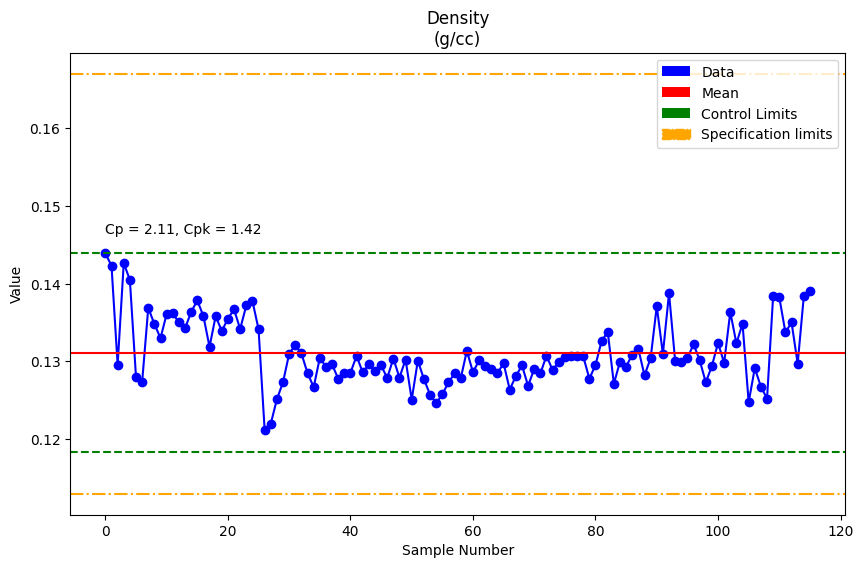 Density
(g/cc)
Data
Mean
Control Limits
Specification limits
Cp = 2.11, Cpk = 1.42
Value
0.16
0.15
0.14
0.13
0.12
0
20
40
60
80
100
120
Sample Number